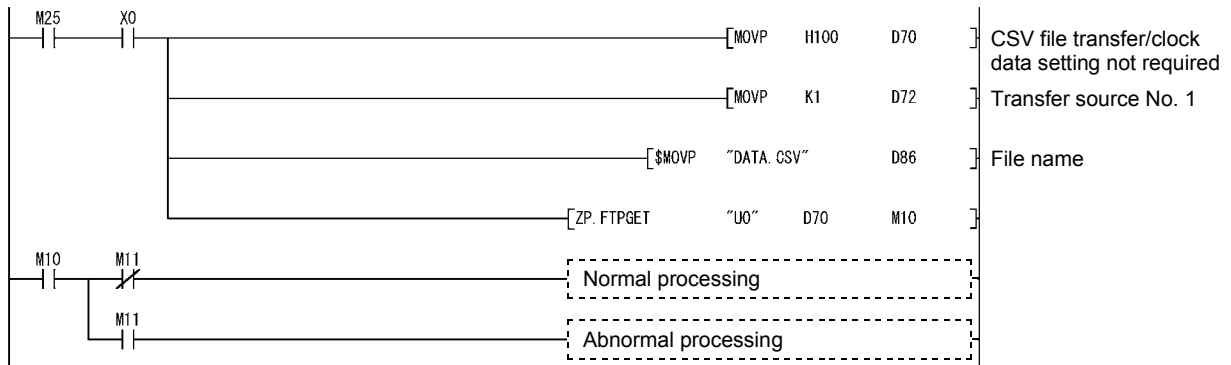 M25 X0
[MOVP H100 D70 ] CSV file transfer/clock
data setting not required
[MOVP K1 D72 ] Transfer source No. 1
[$MOVP "DATA. CSV" D86 ] File name
[ZP. FTPGET "U0" D70 M10 ]
M10 M11
Normal processing
M11
Abnormal processing